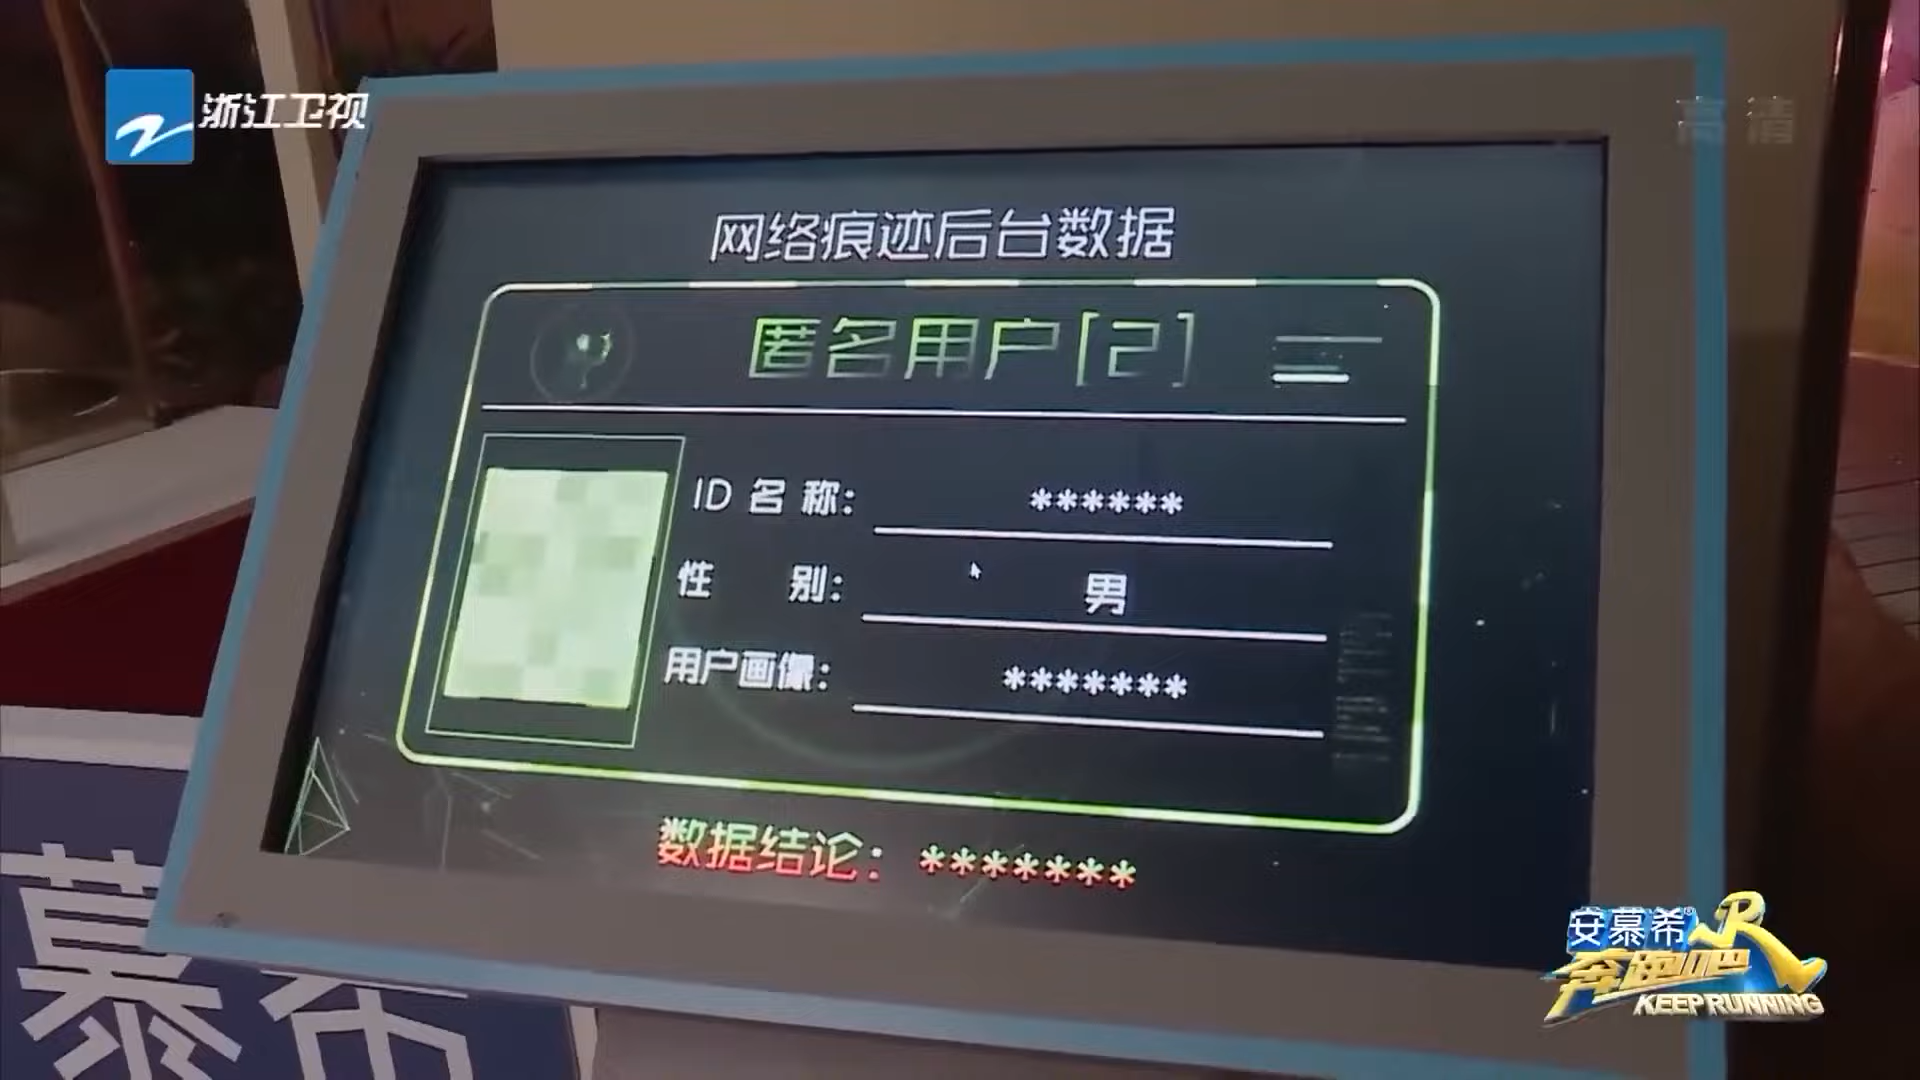 浙江卫视
高清
网络痕迹后台数据
匿名用户[2]
ID 名 称： ******
性 别： 男
用户画像： *******
数据结论： *******
慕希
安慕希®
奔跑吧
KEEP RUNNING